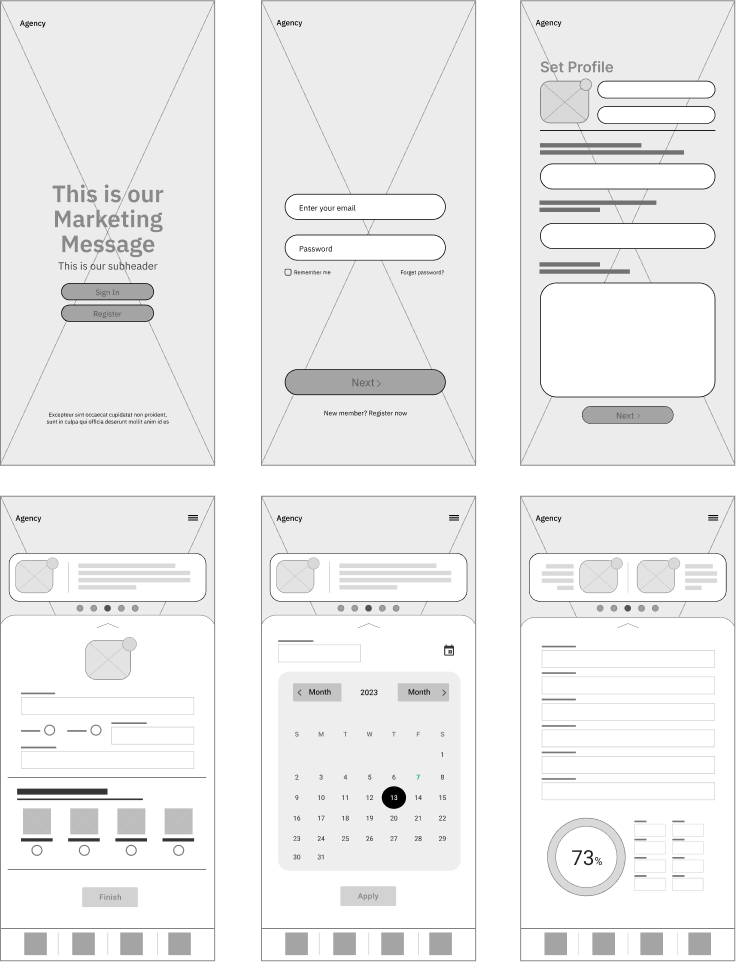 Agency
This is our
Marketing
Message
This is our subheader
Sign In
Register
Excepteur sint occaecat cupidatat non proident,
sunt in culpa qui officia deserunt mollit anim id es
Agency
Enter your email
Password
Remember me Forget password?
Next >
New member? Register now
Agency
Set Profile
Next >
Agency
Finish
Agency
< Month 2023 Month >
S M T W T F S
1
2 3 4 5 6 7 8
9 10 11 12 13 14 15
16 17 18 19 20 21 22
23 24 25 26 27 28 29
30 31
Apply
Agency
73%